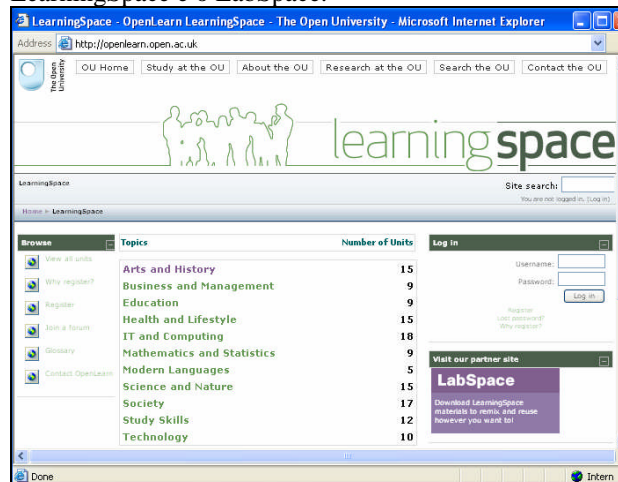 LearningSpace e o LabSpace.
LearningSpace - OpenLearn LearningSpace - The Open University - Microsoft Internet Explorer
Address http://openlearn.open.ac.uk
The Open University
OU Home Study at the OU About the OU Research at the OU Search the OU Contact the OU
learningspace
LearningSpace
Site search:
You are not logged in. (Log in)
Home ► LearningSpace
Browse
View all units
Why register?
Register
Join a forum
Glossary
Contact OpenLearn
Topics Number of Units
Arts and History 15
Business and Management 9
Education 9
Health and Lifestyle 15
IT and Computing 18
Mathematics and Statistics 9
Modern Languages 5
Science and Nature 15
Society 17
Study Skills 12
Technology 10
Log in
Username:
Password:
Log in
Register
Lost password?
Why register?
Visit our partner site
LabSpace
Download LearningSpace
materials to remix and reuse
however you want to!
Done
Intern